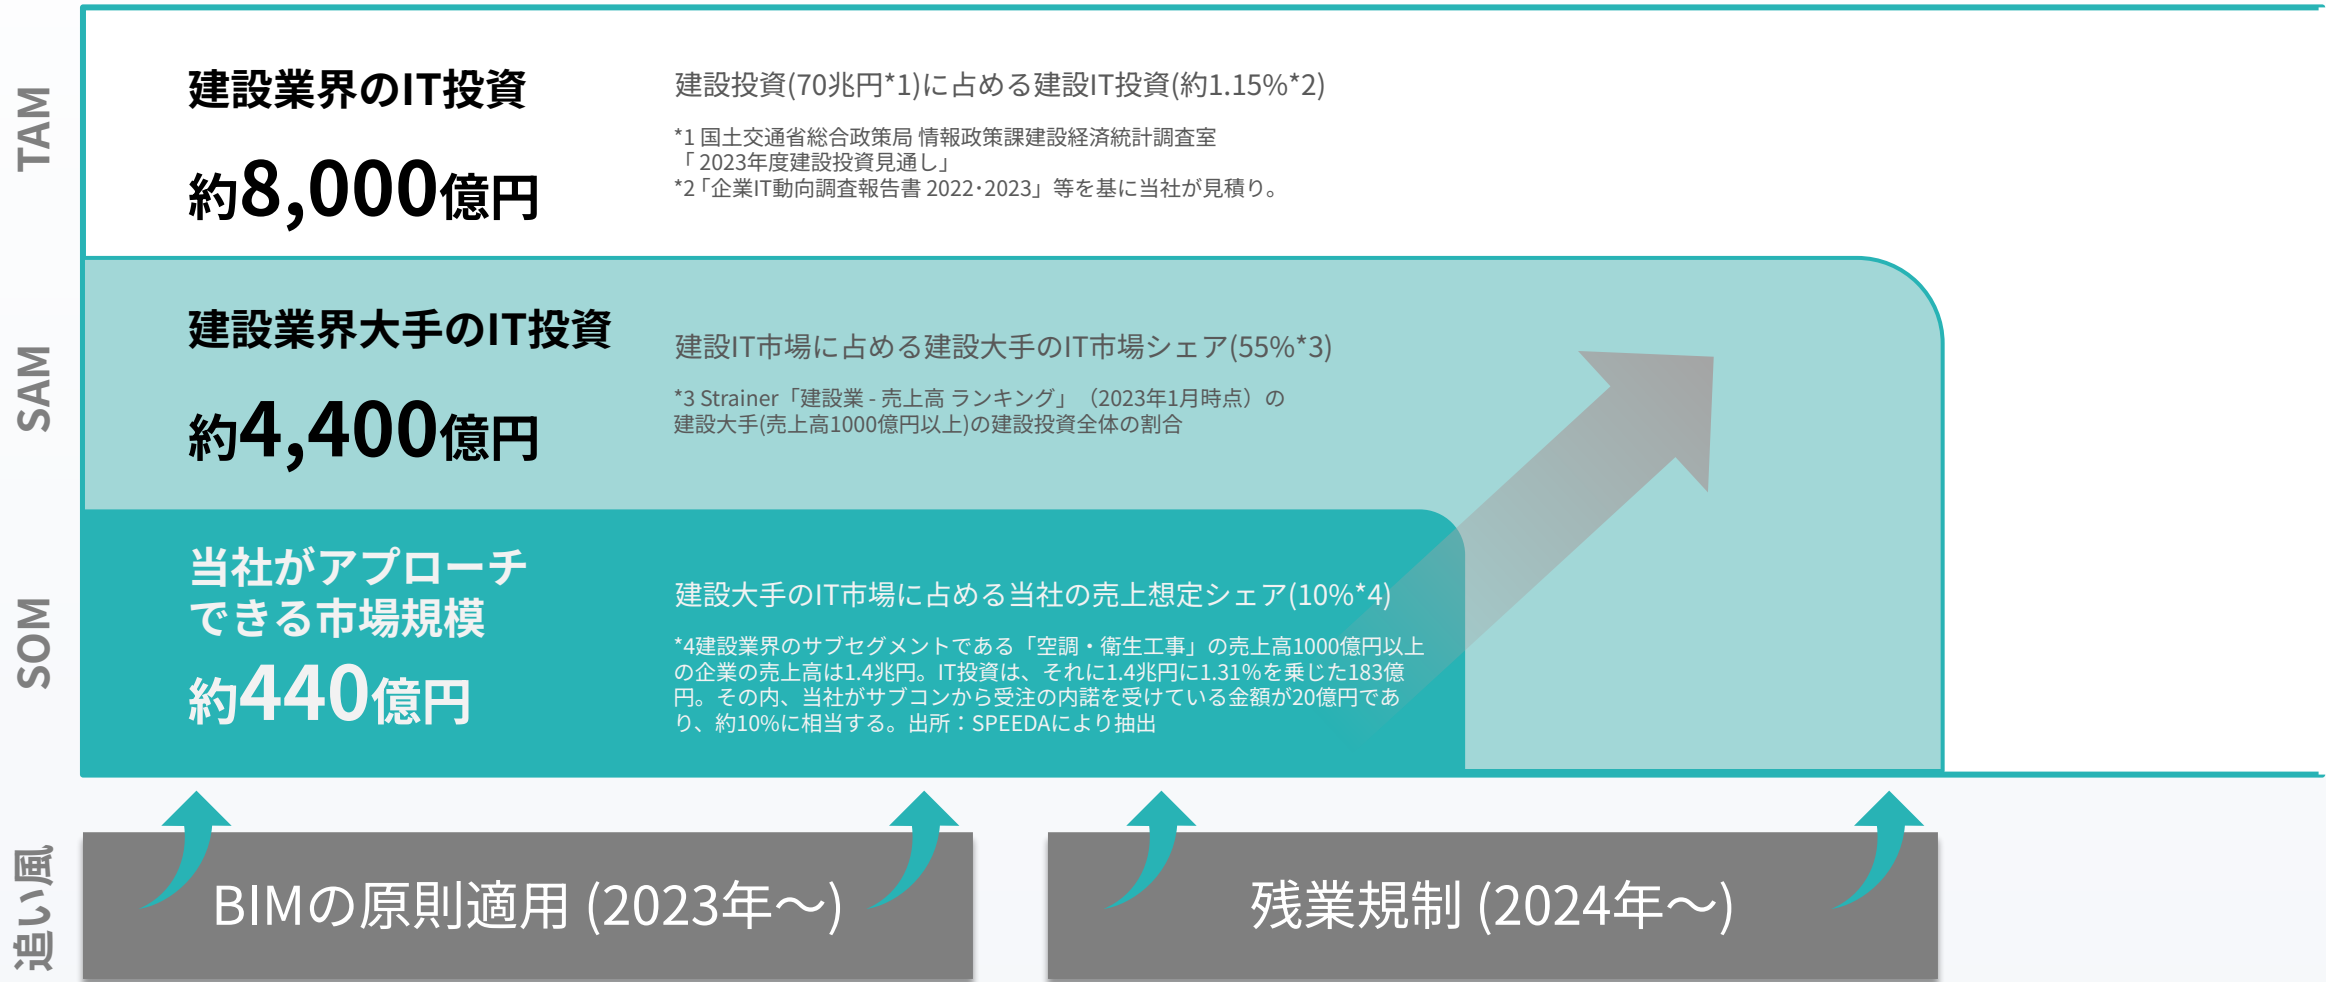 TAM
建設業界のIT投資
約8,000億円
建設投資(70兆円*1)に占める建設IT投資(約1.15%*2)
*1 国土交通省総合政策局 情報政策課建設経済統計調査室
「 2023年度建設投資見通し」
*2 「企業IT動向調査報告書 2022･2023」等を基に当社が見積り。
SAM
建設業界大手のIT投資
約4,400億円
建設IT市場に占める建設大手のIT市場シェア(55%*3)
*3 Strainer「建設業 - 売上高 ランキング」（2023年1月時点）の
建設大手(売上高1000億円以上)の建設投資全体の割合
SOM
当社がアプローチ
できる市場規模
約440億円
建設大手のIT市場に占める当社の売上想定シェア(10%*4)
*4建設業界のサブセグメントである「空調・衛生工事」の売上高1000億円以上
の企業の売上高は1.4兆円。IT投資は、それに1.4兆円に1.31%を乗じた183億
円。その内、当社がサブコンから受注の内諾を受けている金額が20億円であ
り、約10%に相当する。出所：SPEEDAにより抽出
追い風
BIMの原則適用 (2023年～)
残業規制 (2024年～)